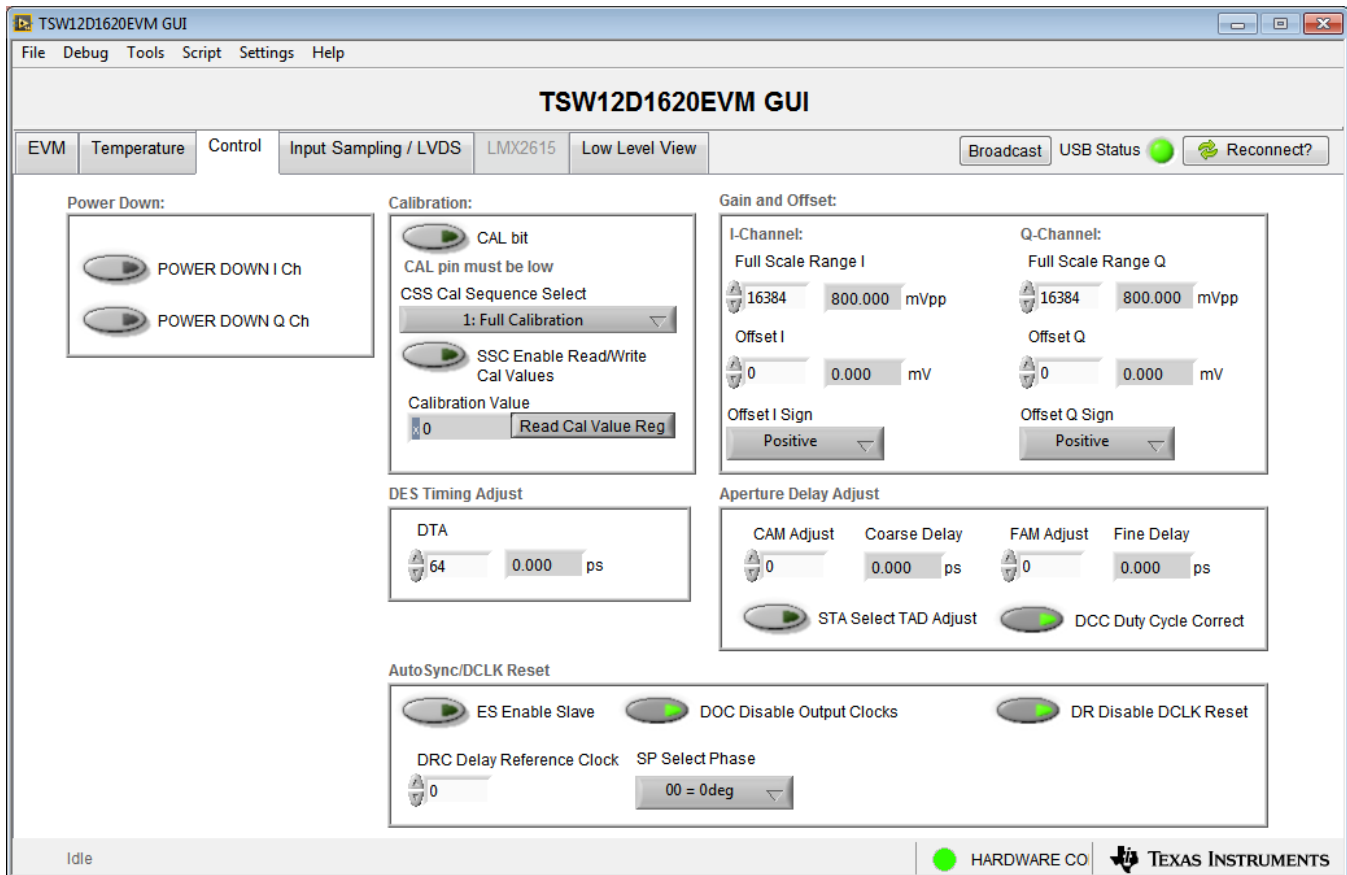 TSW12D1620EVM GUI
File Debug Tools Script Settings Help
TSW12D1620EVM GUI
EVM Temperature Control Input Sampling / LVDS LMX2615 Low Level View Broadcast USB Status Reconnect?
Power Down:
POWER DOWN I Ch
POWER DOWN Q Ch
Calibration:
CAL bit
CAL pin must be low
CSS Cal Sequence Select
1: Full Calibration
SSC Enable Read/Write
Cal Values
Calibration Value
x 0 Read Cal Value Reg
Gain and Offset:
I-Channel: Q-Channel:
Full Scale Range I Full Scale Range Q
16384 800.000 mVpp 16384 800.000 mVpp
Offset I Offset Q
0 0.000 mV 0 0.000 mV
Offset I Sign Offset Q Sign
Positive Positive
DES Timing Adjust
DTA
64 0.000 ps
Aperture Delay Adjust
CAM Adjust Coarse Delay FAM Adjust Fine Delay
0 0.000 ps 0 0.000 ps
STA Select TAD Adjust DCC Duty Cycle Correct
AutoSync/DCLK Reset
ES Enable Slave DOC Disable Output Clocks DR Disable DCLK Reset
DRC Delay Reference Clock SP Select Phase
0 00 = 0deg
Idle HARDWARE CO TEXAS INSTRUMENTS